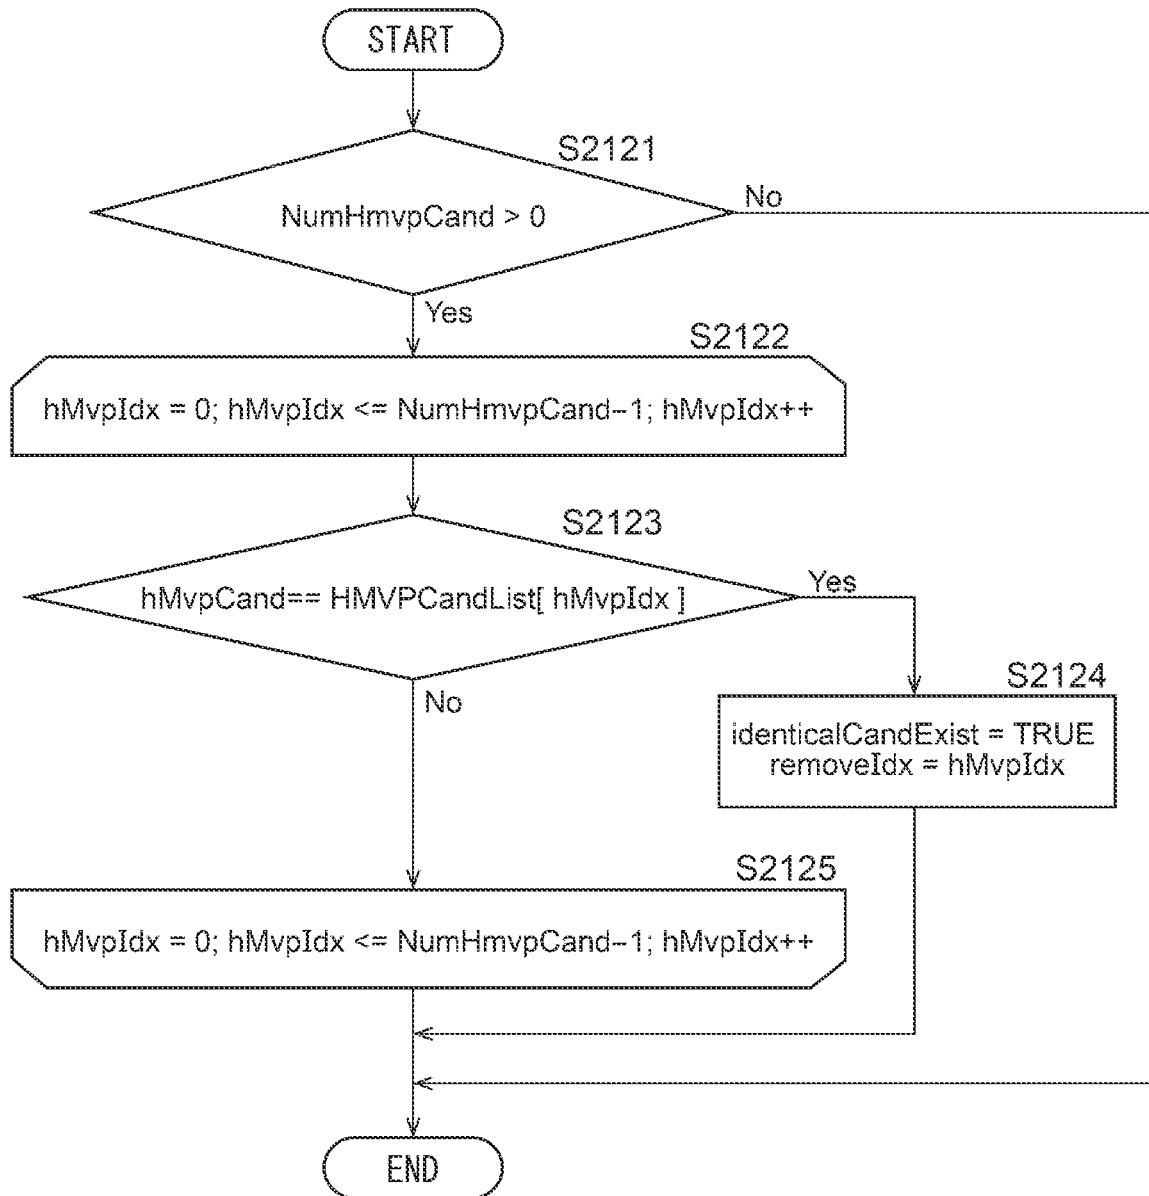 START
S2121
NumHmvpCand > 0
No
Yes
S2122
hMvpIdx = 0; hMvpIdx <= NumHmvpCand−1; hMvpIdx++
S2123
hMvpCand== HMVPCandList[ hMvpIdx ]
Yes
No
S2124
identicalCandExist = TRUE
removeIdx = hMvpIdx
S2125
hMvpIdx = 0; hMvpIdx <= NumHmvpCand−1; hMvpIdx++
END